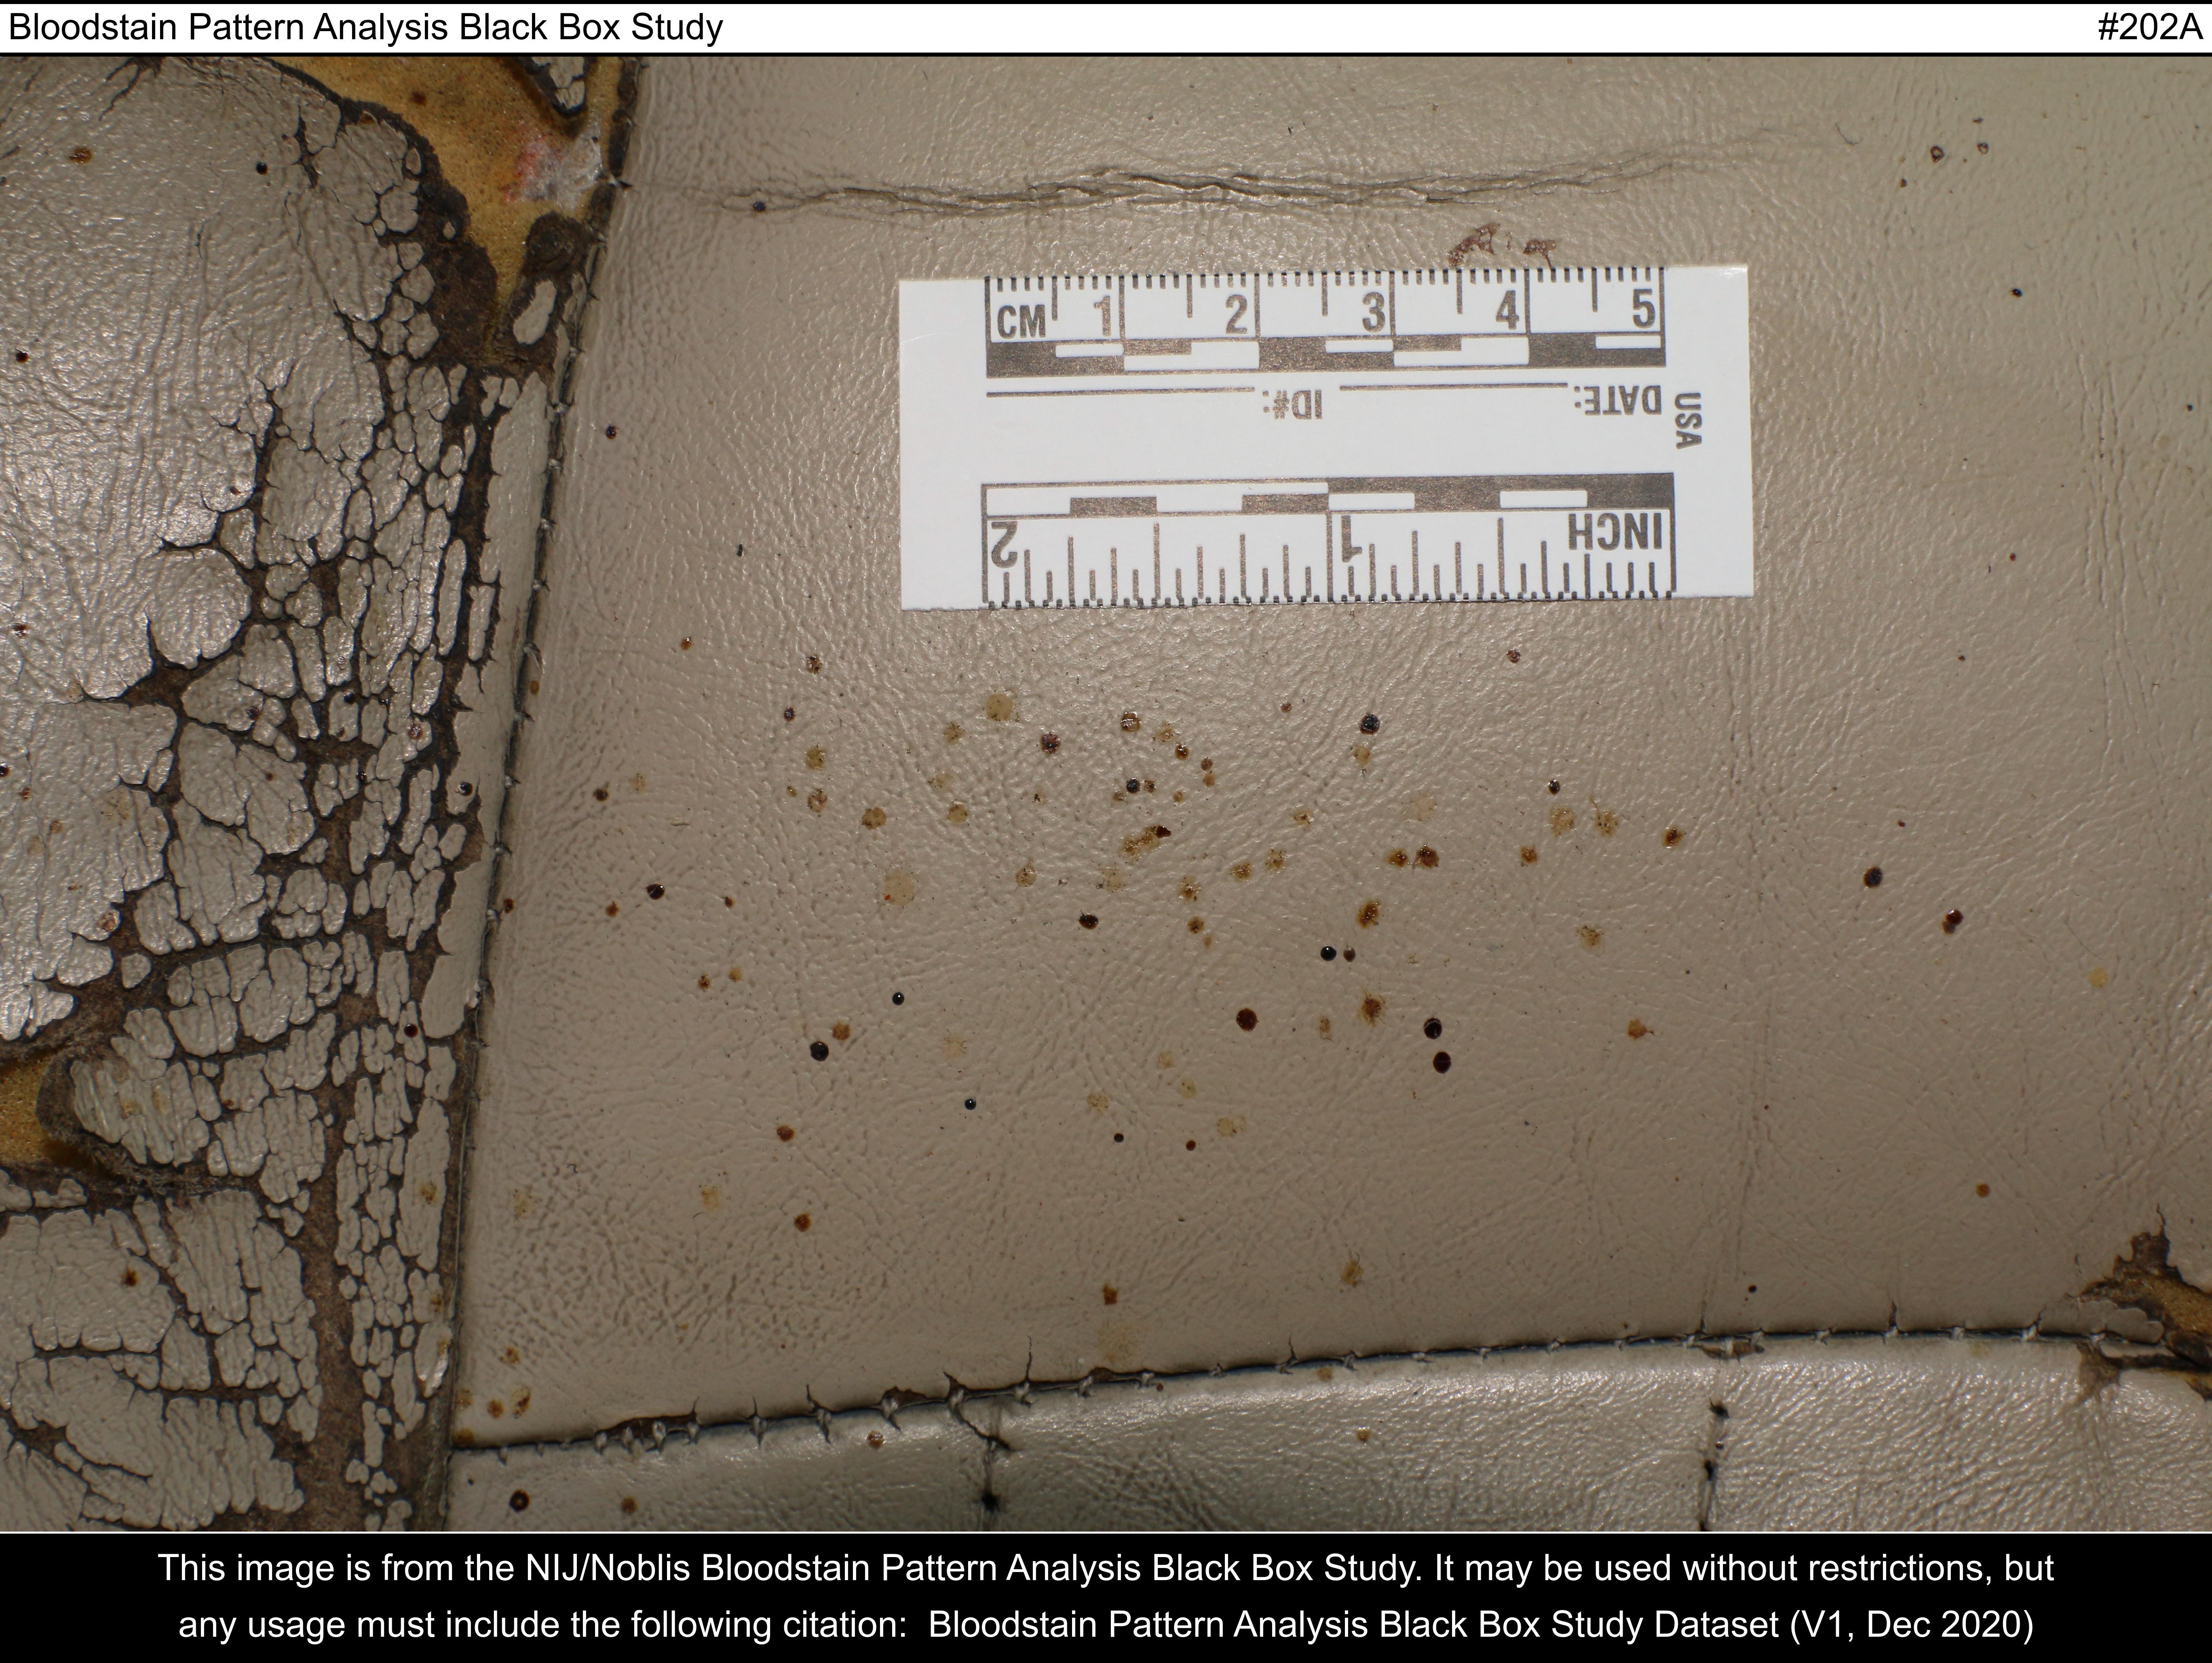 Bloodstain Pattern Analysis Black Box Study #202A
CM 1 2 3 4 5
ID#: DATE:
USA
2 1 INCH
This image is from the NIJ/Noblis Bloodstain Pattern Analysis Black Box Study. It may be used without restrictions, but
any usage must include the following citation: Bloodstain Pattern Analysis Black Box Study Dataset (V1, Dec 2020)